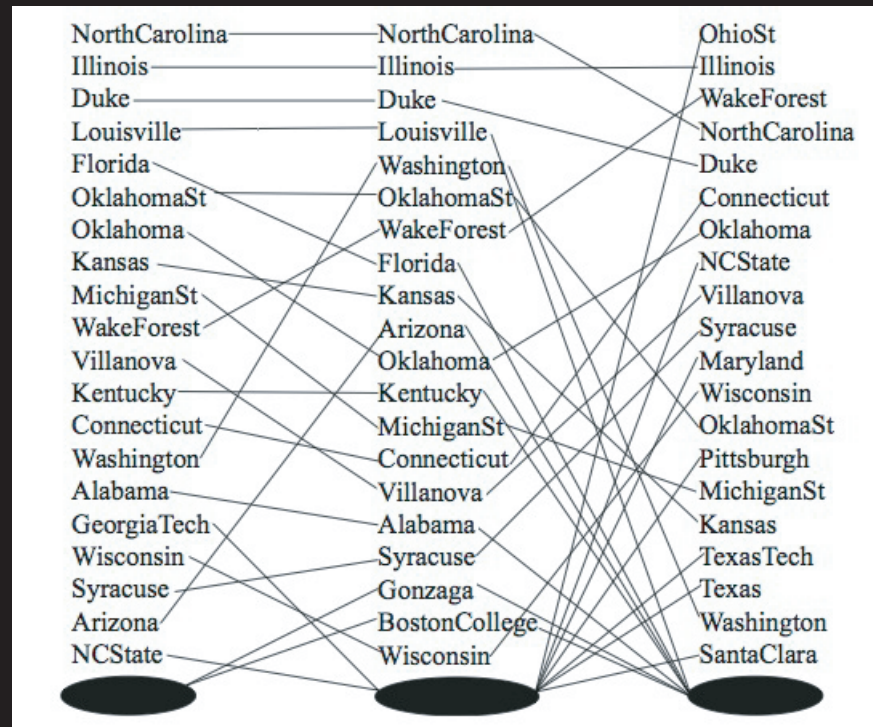 NorthCarolina NorthCarolina OhioSt
Illinois Illinois Illinois
Duke Duke WakeForest
Louisville Louisville NorthCarolina
Florida Washington Duke
OklahomaSt OklahomaSt Connecticut
Oklahoma WakeForest Oklahoma
Kansas Florida NCState
MichiganSt Kansas Villanova
WakeForest Arizona Syracuse
Villanova Oklahoma Maryland
Kentucky Kentucky Wisconsin
Connecticut MichiganSt OklahomaSt
Washington Connecticut Pittsburgh
Alabama Villanova MichiganSt
GeorgiaTech Alabama Kansas
Wisconsin Syracuse TexasTech
Syracuse Gonzaga Texas
Arizona BostonCollege Washington
NCState Wisconsin SantaClara